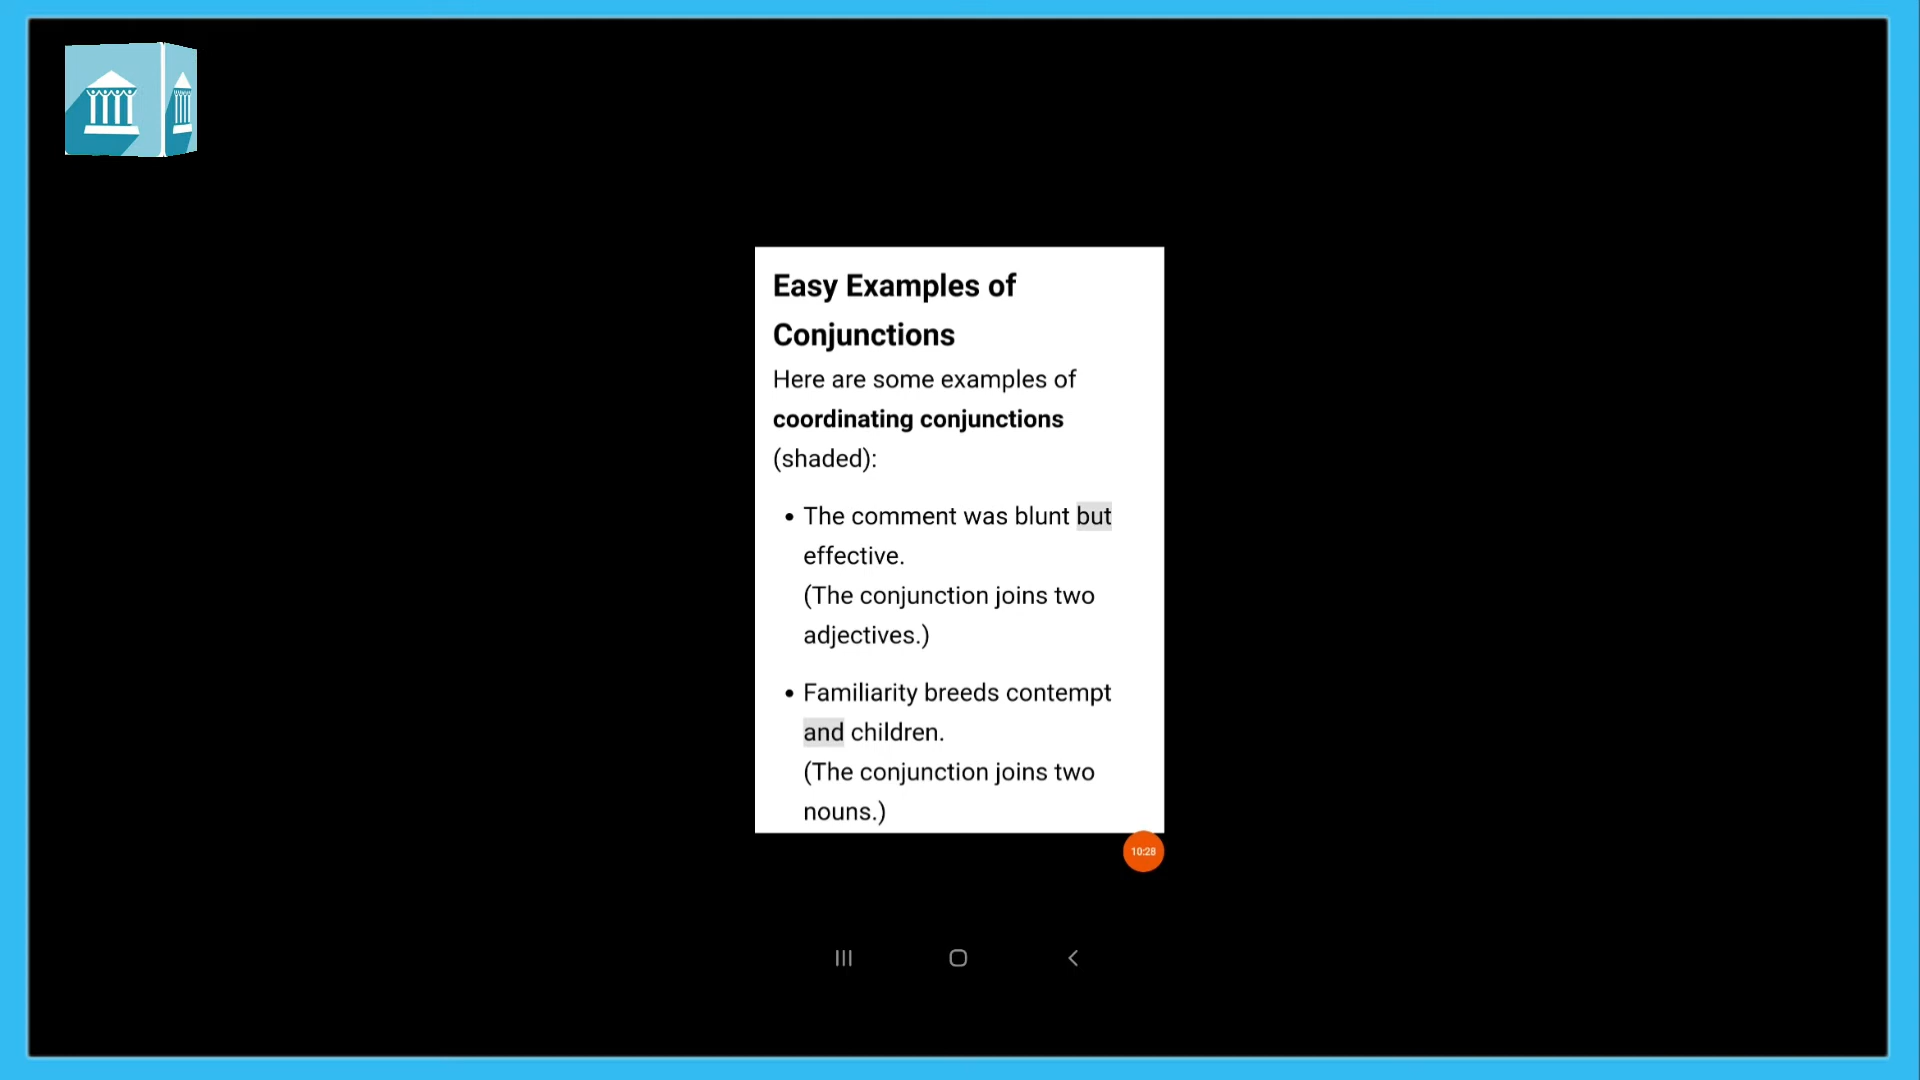 Easy Examples of
Conjunctions
Here are some examples of
coordinating conjunctions
(shaded):
• The comment was blunt but
effective.
(The conjunction joins two
adjectives.)
• Familiarity breeds contempt
and children.
(The conjunction joins two
nouns.)
10:28